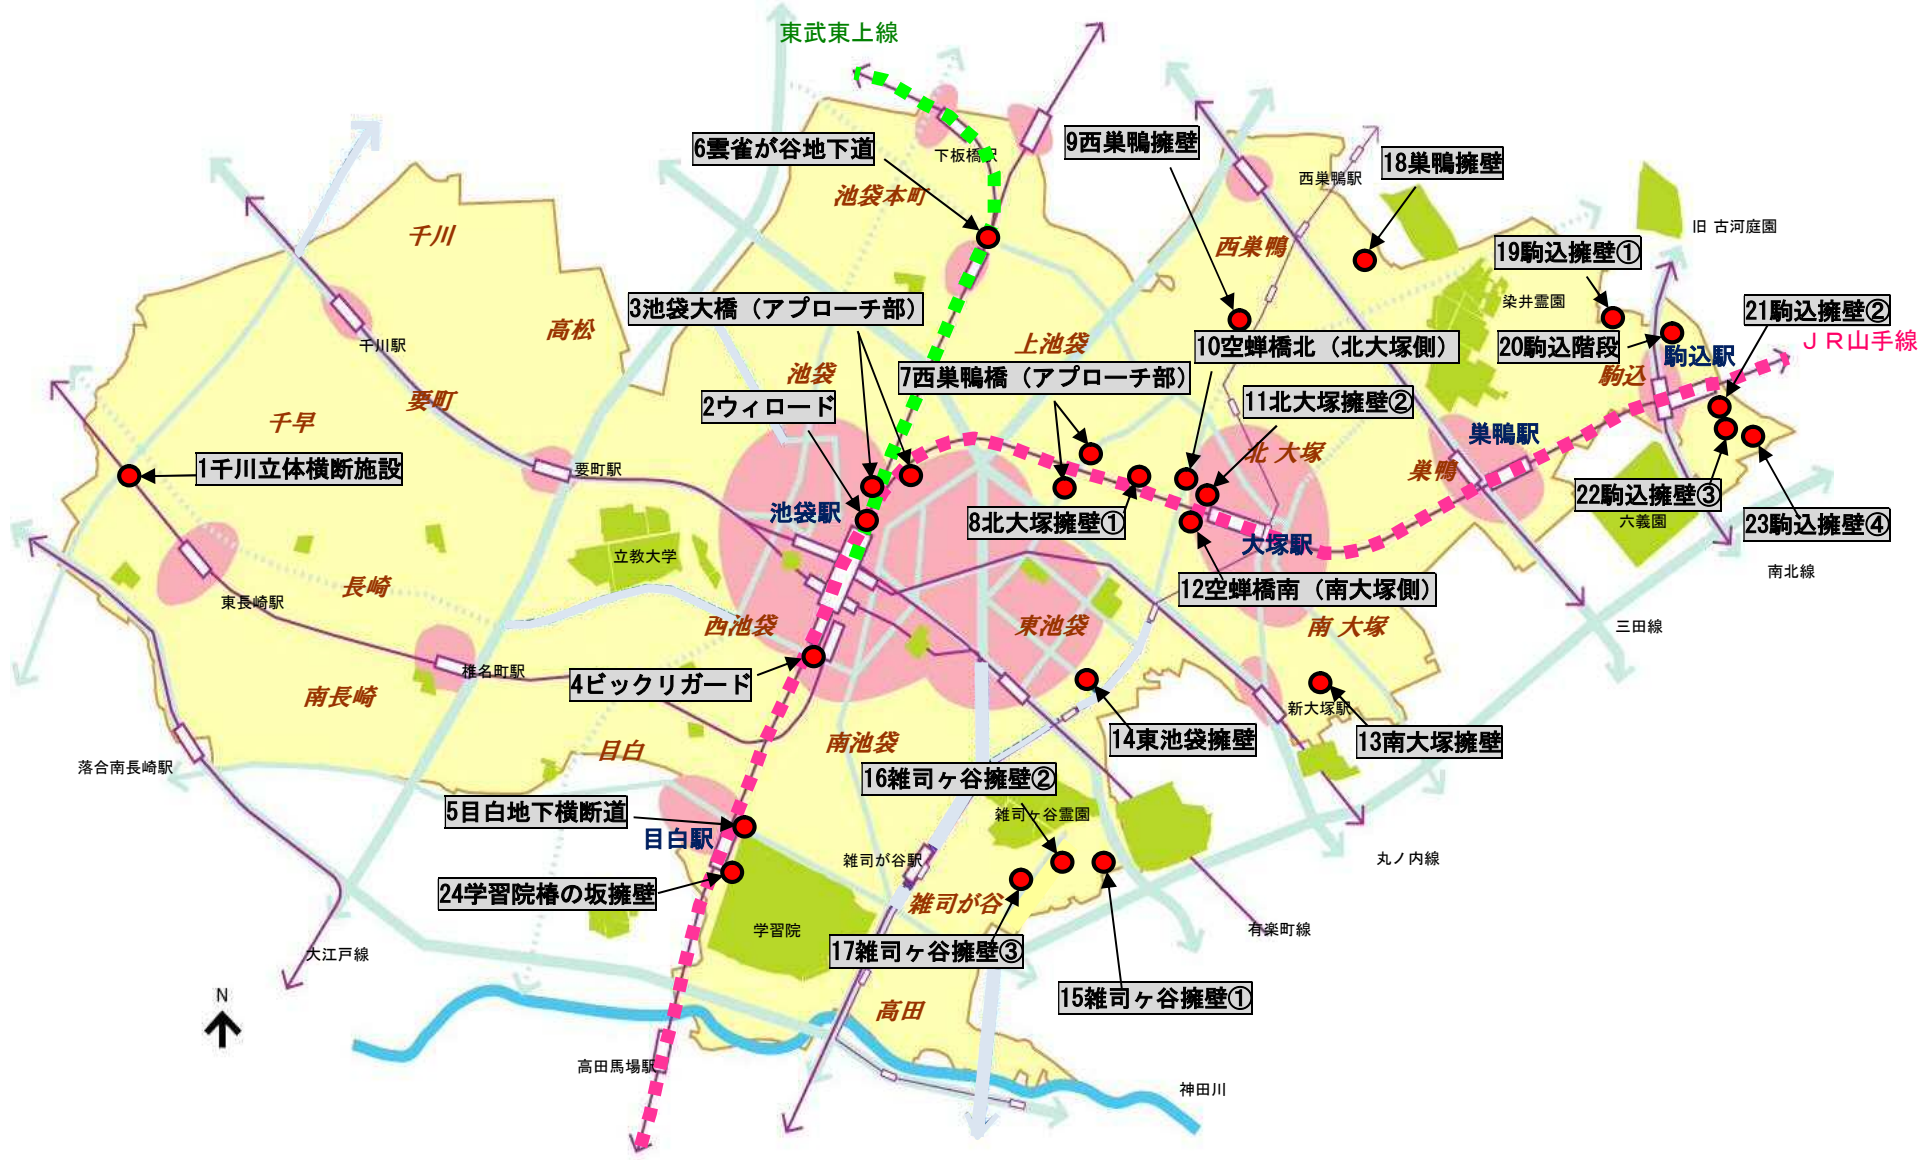 東武東上線
6雲雀が谷地下道
下板橋駅
9西巣鴨擁壁
西巣鴨駅
18巣鴨擁壁
池袋本町
千川
西巣鴨
19駒込擁壁①
旧 古河庭園
染井霊園
3池袋大橋（アプローチ部）
高松
千川駅
上池袋
10空蝉橋北（北大塚側）
20駒込階段
21駒込擁壁②
駒込駅
ＪＲ山手線
池袋
7西巣鴨橋（アプローチ部）
駒込
要町
2ウィロード
11北大塚擁壁②
千早
巣鴨駅
北 大塚
巣鴨
1千川立体横断施設
要町駅
池袋駅
8北大塚擁壁①
22駒込擁壁③
六義園
23駒込擁壁④
大塚駅
立教大学
南北線
長崎
東長崎駅
12空蝉橋南（南大塚側）
西池袋
東池袋
南 大塚
三田線
椎名町駅
4ビックリガード
南長崎
新大塚駅
目白
南池袋
14東池袋擁壁
13南大塚擁壁
落合南長崎駅
16雑司ヶ谷擁壁②
5目白地下横断道
雑司ヶ谷霊園
目白駅
雑司が谷駅
丸ノ内線
24学習院椿の坂擁壁
雑司が谷
学習院
有楽町線
17雑司ヶ谷擁壁③
大江戸線
N
15雑司ヶ谷擁壁①
高田
高田馬場駅
神田川